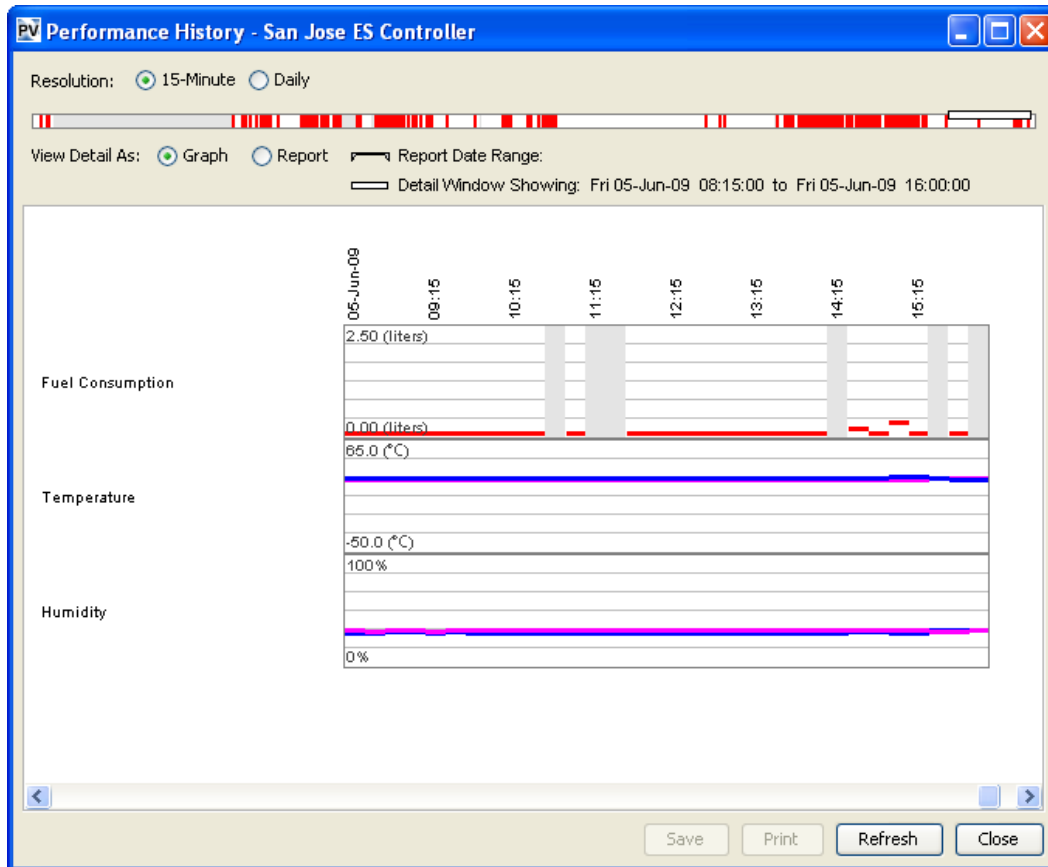 PV Performance History - San Jose ES Controller
Resolution: 15-Minute Daily
View Detail As: Graph Report Report Date Range:
Detail Window Showing: Fri 05-Jun-09 08:15:00 to Fri 05-Jun-09 16:00:00
05-Jun-09 09:15 10:15 11:15 12:15 13:15 14:15 15:15
2.50 (liters)
Fuel Consumption
0.00 (liters)
65.0 (°C)
Temperature
-50.0 (°C)
100%
Humidity
0%
Save Print Refresh Close